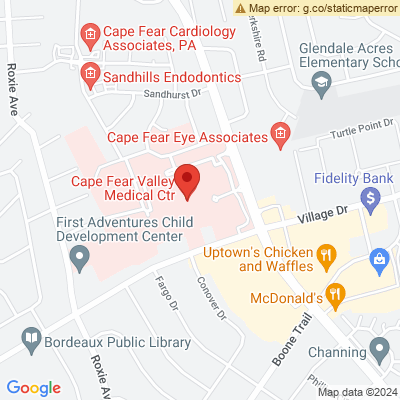 Map error: g.co/staticmaperror
Cape Fear Cardiology
Associates, PA
Berkshire Rd
Glendale Acres
Elementary Scho
Roxie Ave
Sandhills Endodontics
Sandhurst Dr
Turtle Point Dr
Cape Fear Eye Associates
Cape Fear Valley
Medical Ctr
Fidelity Bank
Village Dr
First Adventures Child
Development Center
Uptown's Chicken
and Waffles
Fargo Dr
Conover Dr
McDonald's
Boone Trail
Bordeaux Public Library
Channing
Roxie Ave
Google
Map data ©2024